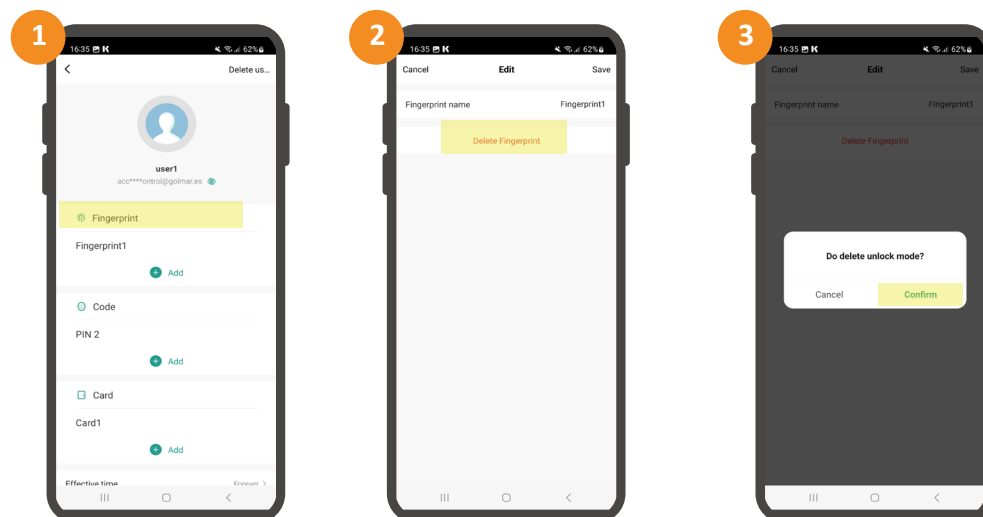 1
16:35 K 62%
Delete us...
user1
acc****ontrol@golmar.es
Fingerprint
Fingerprint1
Add
Code
PIN 2
Add
Card
Card1
Add
Effective time Forever
2
16:35 K 62%
Cancel Edit Save
Fingerprint name Fingerprint1
Delete Fingerprint
3
16:35 K 62%
Cancel Edit Save
Fingerprint name Fingerprint1
Delete Fingerprint
Do delete unlock mode?
Cancel Confirm